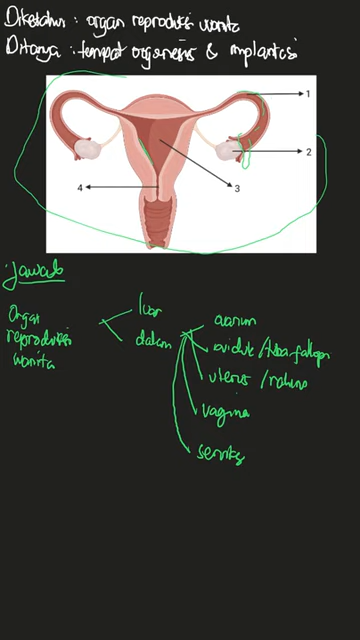 Diketahui : organ reproduksi wanita
Ditanya : tempat oogenesis & implantasi
1
2
3
4
Jawab
Organ
reproduksi
wanita
luar
dalam
ovarium
oviduk / tuba fallopi
uterus / rahim
vagina
serviks